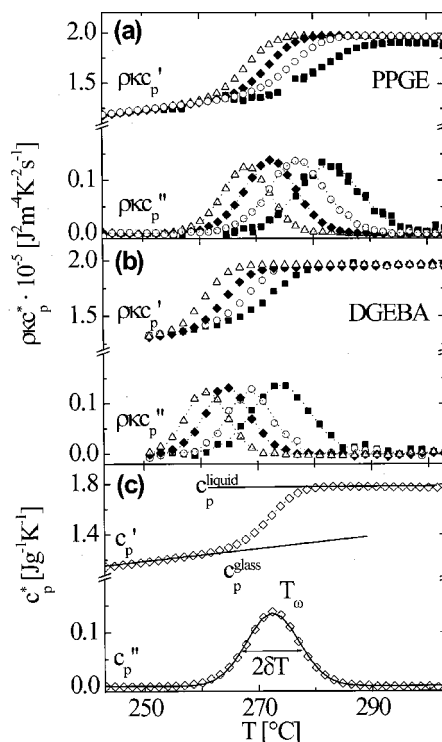 (a)
2.0
ρκc_p'
PPGE
1.5
ρκc_p''
0.1
0.0
ρκc_p^* · 10^-5 [J²m⁴K⁻²s⁻¹]
(b)
2.0
ρκc_p'
DGEBA
1.5
ρκc_p''
0.1
0.0
(c)
1.8
c_p^liquid
c_p'
1.4
c_p^glass
c_p^* [Jg⁻¹K⁻¹]
T_ω
0.1
c_p''
2δT
0.0
250 270 290
T [°C]